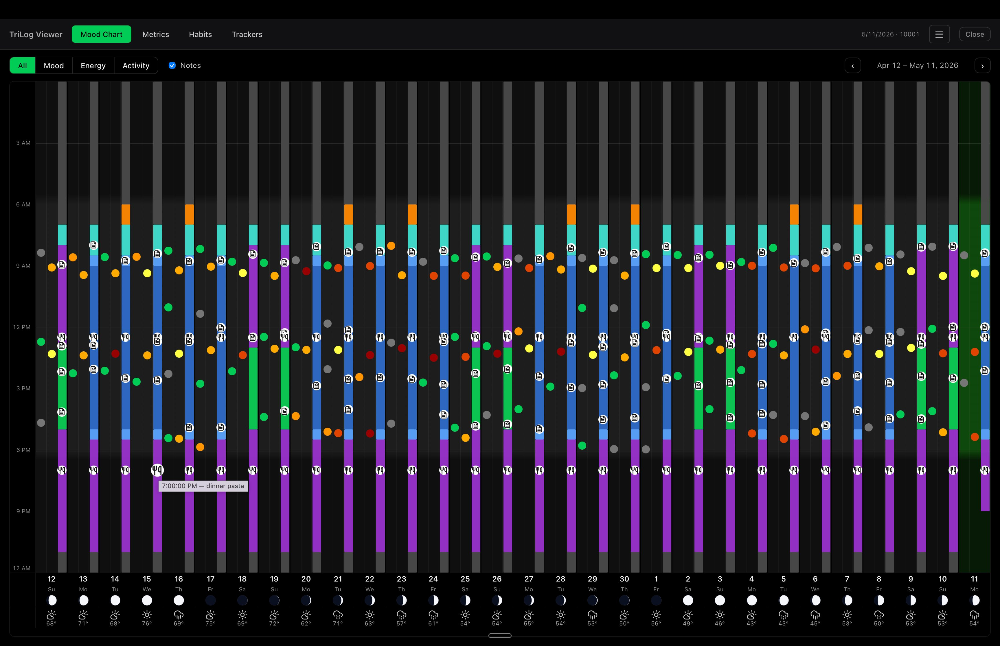 TriLog Viewer Mood Chart Metrics Habits Trackers 5/11/2026 · 10001 Close
All Mood Energy Activity Notes ‹ Apr 12 – May 11, 2026 ›
3 AM
6 AM
9 AM
12 PM
3 PM
6 PM
7:00:00 PM — dinner pasta
9 PM
12 AM
12 13 14 15 16 17 18 19 20 21 22 23 24 25 26 27 28 29 30 1 2 3 4 5 6 7 8 9 10 11
Su Mo Tu We Th Fr Sa Su Mo Tu We Th Fr Sa Su Mo Tu We Th Fr Sa Su Mo Tu We Th Fr Sa Su Mo
68° 71° 68° 76° 69° 75° 69° 72° 62° 71° 63° 57° 61° 54° 54° 55° 54° 53° 50° 56° 49° 46° 43° 43° 45° 53° 50° 53° 53° 54°